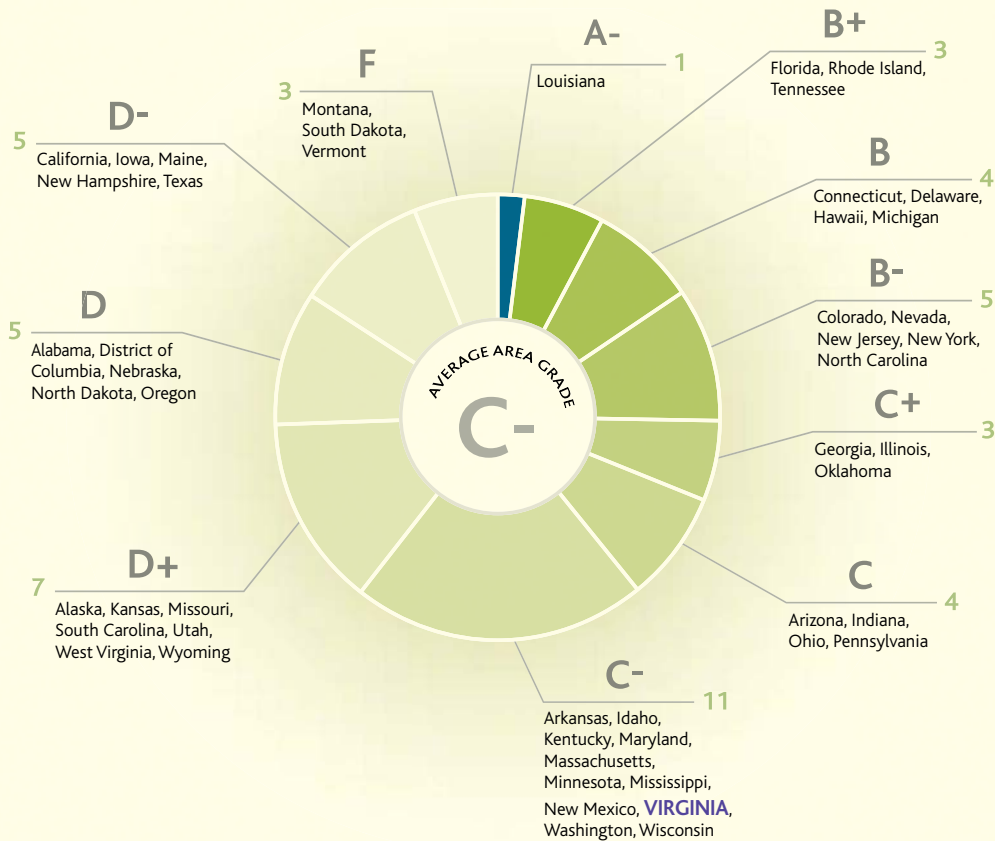 A-
1
Louisiana
B+
3
Florida, Rhode Island,
Tennessee
B
4
Connecticut, Delaware,
Hawaii, Michigan
B-
5
Colorado, Nevada,
New Jersey, New York,
North Carolina
C+
3
Georgia, Illinois,
Oklahoma
C
4
Arizona, Indiana,
Ohio, Pennsylvania
C-
11
Arkansas, Idaho,
Kentucky, Maryland,
Massachusetts,
Minnesota, Mississippi,
New Mexico, VIRGINIA,
Washington, Wisconsin
D+
7
Alaska, Kansas, Missouri,
South Carolina, Utah,
West Virginia, Wyoming
D
5
Alabama, District of
Columbia, Nebraska,
North Dakota, Oregon
D-
5
California, Iowa, Maine,
New Hampshire, Texas
F
3
Montana,
South Dakota,
Vermont
AVERAGE AREA GRADE
C-